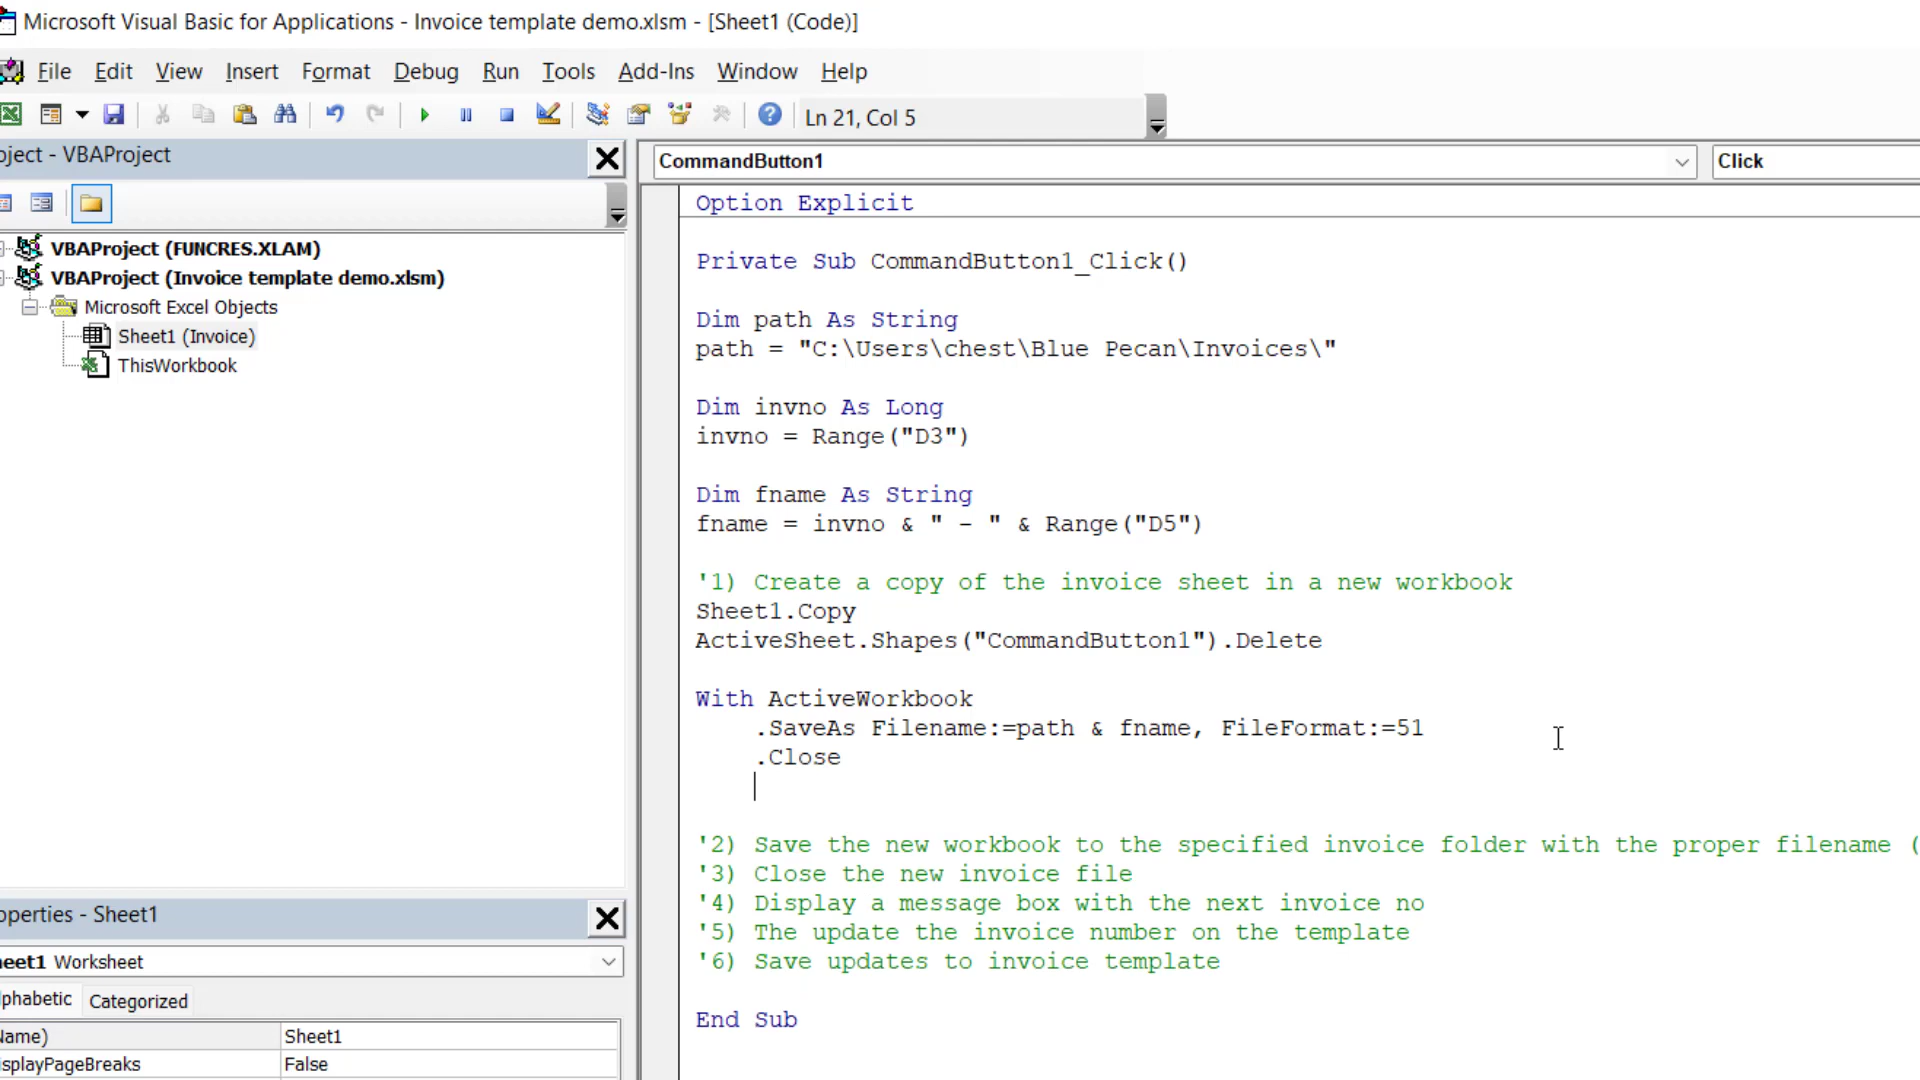 Microsoft Visual Basic for Applications - Invoice template demo.xlsm - [Sheet1 (Code)]
File Edit View Insert Format Debug Run Tools Add-Ins Window Help
Ln 21, Col 5
oject - VBAProject
CommandButton1
Click
VBAProject (FUNCRES.XLAM)
VBAProject (Invoice template demo.xlsm)
Microsoft Excel Objects
Sheet1 (Invoice)
ThisWorkbook
operties - Sheet1
eet1 Worksheet
lphabetic Categorized
Name) Sheet1
isplayPageBreaks False
Option Explicit
Private Sub CommandButton1_Click()
Dim path As String
path = "C:\Users\chest\Blue Pecan\Invoices\"
Dim invno As Long
invno = Range("D3")
Dim fname As String
fname = invno & " - " & Range("D5")
'1) Create a copy of the invoice sheet in a new workbook
Sheet1.Copy
ActiveSheet.Shapes("CommandButton1").Delete
With ActiveWorkbook
.SaveAs Filename:=path & fname, FileFormat:=51
.Close
'2) Save the new workbook to the specified invoice folder with the proper filename (
'3) Close the new invoice file
'4) Display a message box with the next invoice no
'5) The update the invoice number on the template
'6) Save updates to invoice template
End Sub